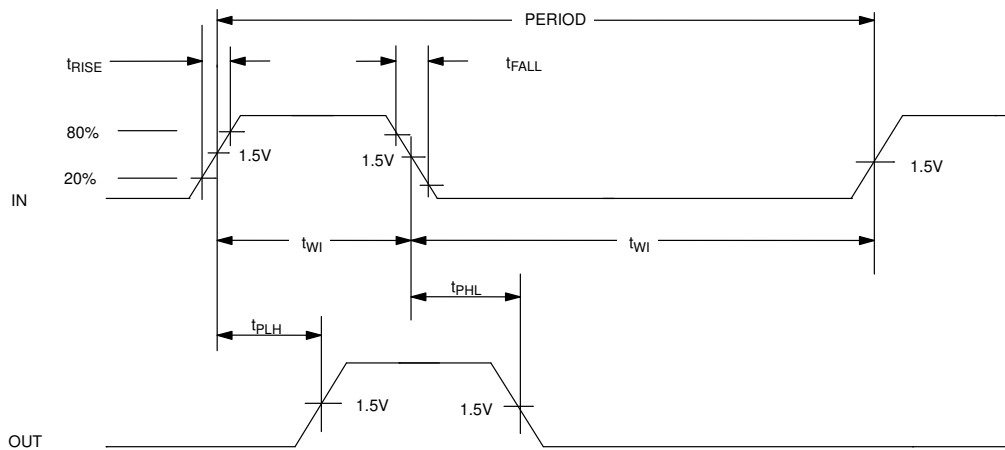 PERIOD
tRISE
tFALL
80%
1.5V
1.5V
1.5V
20%
IN
tWI
tWI
tPHL
tPLH
1.5V
1.5V
OUT